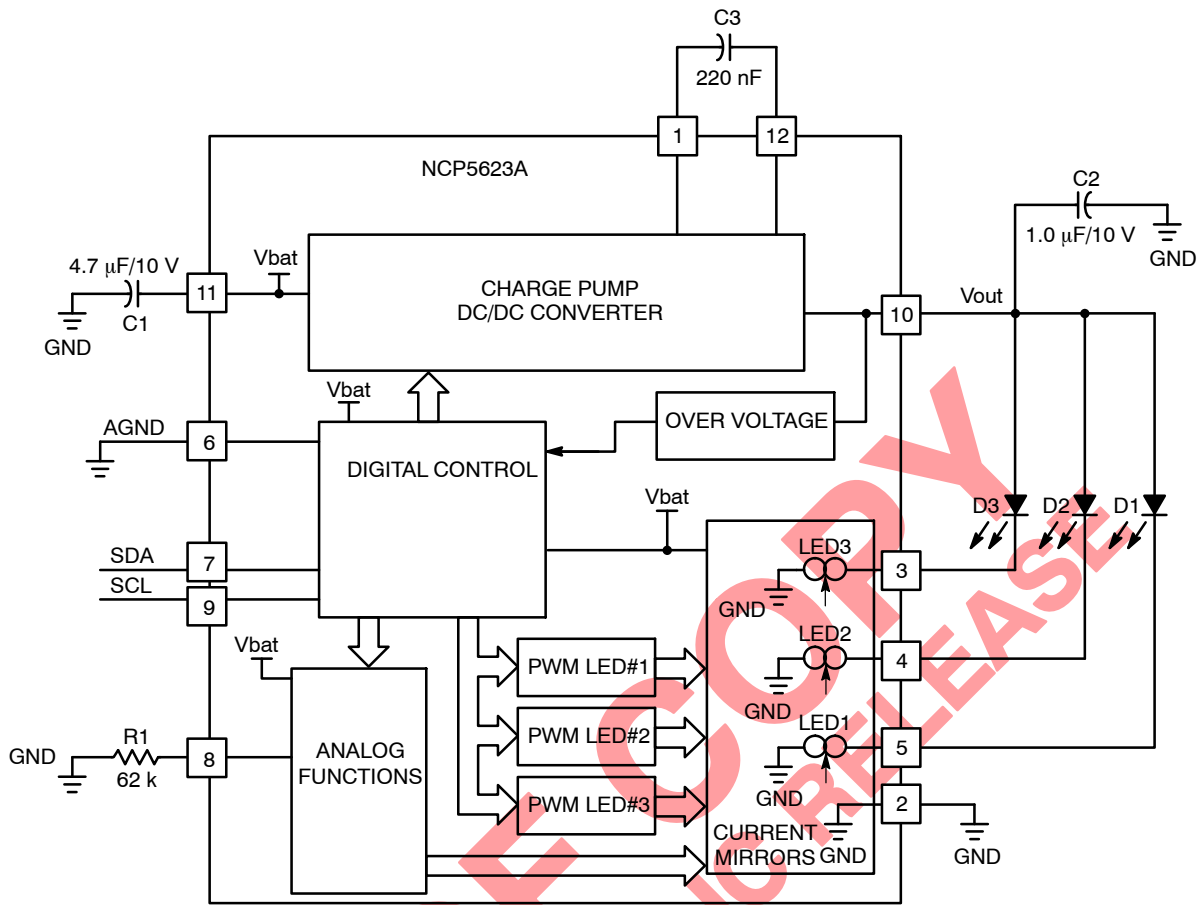 C3
220 nF
1
12
NCP5623A
C2
1.0 μF/10 V
GND
4.7 μF/10 V
C1
GND
11
Vbat
CHARGE PUMP
DC/DC CONVERTER
10
Vout
Vbat
OVER VOLTAGE
AGND
6
DIGITAL CONTROL
Vbat
D3
D2
D1
SDA
7
SCL
9
LED3
GND
3
LED2
GND
4
LED1
GND
5
Vbat
PWM LED#1
PWM LED#2
PWM LED#3
GND
R1
62 k
8
ANALOG
FUNCTIONS
2
GND
GND
CURRENT
MIRRORS
E COPY
IC RELEASE